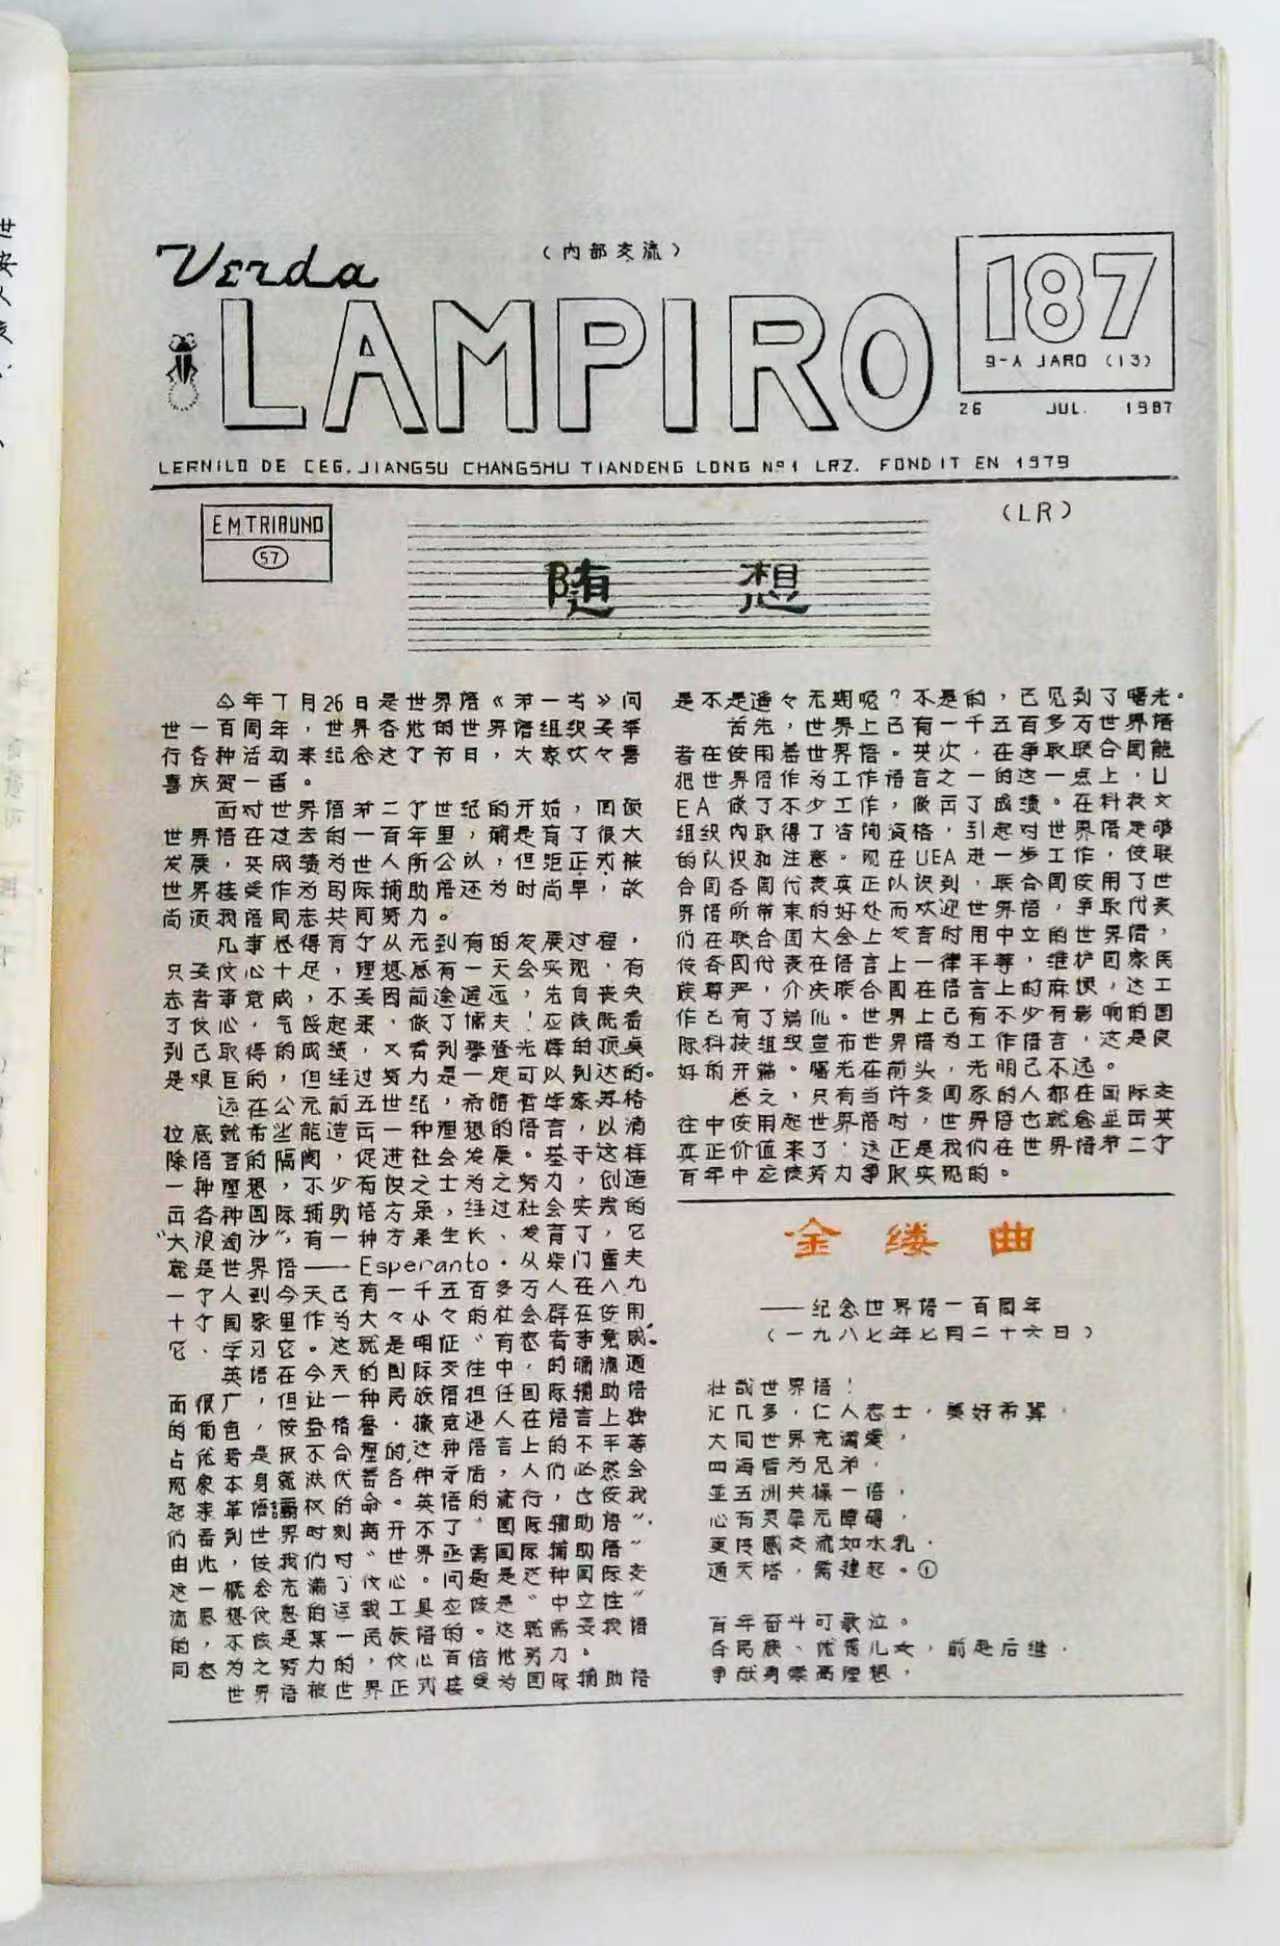 Verda
（内部交流）
LAMPIRO
187
9-A JARO (13)
26 JUL. 1987
LERNILO DE CEG, JIANGSU CHANGSHU TIANDENG LONG Nº1 LRZ. FONDIT EN 1979
EMTRIBUNO
57
(LR)
随 想
今年7月26日是世界语《第一书》问
世一百周年，世界各地的世界语组织要举
行各种活动来纪念这个节日，大家欢々喜
喜庆贺一番。
面对世界语第二个世纪的开始，回顾
世界语在过去的一百年里，确是有了很大
发展，其成绩为世人所公认，但距正式被
世界接受作为国际辅助语还为时尚早，故
尚须我语同志共同努力。
凡事总得有个从无到有的发展过程，
只要信心十足，理想总有一天会实现，有
志者事竟成，不要因前途遥远，先自丧失
了信心，气馁起来，做了懦夫！应该既看
到已取得的成绩，又看到攀登光辉的顶点
是艰巨的，但经过努力是一定可以到达的。
远在公元前五世纪，希腊哲学家苏格
拉底就希望能造出一种理想的语言，以消
除语言的隔阂，促进社会发展。基于这样
一种理想，不少有识之士为之努力，创造
出各种国际辅助语方案，经过社会实践的
“大浪淘沙”，有一种方案生长、发育了，它
就是世界语——Esperanto。从柴门霍夫
一个人到今天已有一千五百多万人在八九
十个国家里作为大々小々的社会群在使用
它、学习它。这就是明证“有志者事竟成”。
英语在今天的国际交往中，的确流通
面很广，但让一种民族语担任国际辅助语
的角色，使盎格鲁·撒克逊人在语言上独
占优势是极不合理的，这种语言上的不平等
现象本身就洪伏着各种矛盾，人们必然会
起来革语霸权的命。英语的流行，也使我
们看到世界时刻离开不了“国际辅助语”，
由此，使我们对“世界亟需国际辅助语”
这一概念充满了信心。问题是这种国际交
流思想信息的运载工具应该是“中立性”
的，不该是某一民族语的。这就需要我语
同志为之努力的，信心百倍地努力。
世界语被世界正式接受为国际辅助语
是不是遥々无期呢？不是的，已见到了曙光。
首先，世界上已有一千五百多万世界语
者在使用着世界语。其次，在争取联合国能
把世界语作为工作语言之一的这一点上，U
EA 做了不少工作，做出了成绩。在科教文
组织内取得了咨询资格，引起对世界语足够
的认识和注意。现在UEA进一步工作，使联
合国各国代表真正认识到，联合国使用了世
界语所带来的好处而欢迎世界语，争取代表
们在联合国大会上发言时用中立的世界语，
使各国代表在语言上一律平等，维护国家民
族尊严，介决联合国在语言上的麻烦，这工
作已有了端倪。世界上已有不少有影响的国
际科技组织宣布世界语为工作语言，这是良
好的开端。曙光在前头，光明已不远。
总之，只有当许多国家的人都在国际交
往中使用起世界语时，世界语也就愈显出其
真正价值来了！这正是我们在世界语第二个
百年中应该努力争取实现的。
金缕曲
——纪念世界语一百周年
（一九八七年七月二十六日）
壮哉世界语！
汇几多，仁人志士，美好希冀，
大同世界充满爱，
四海皆为兄弟，
并五洲共操一语，
心有灵犀无障碍，
更传感交流如水乳，
通天塔，需建起。①
百年奋斗可歌泣。
各民族、优秀儿女，前赴后继，
争献身崇高理想，